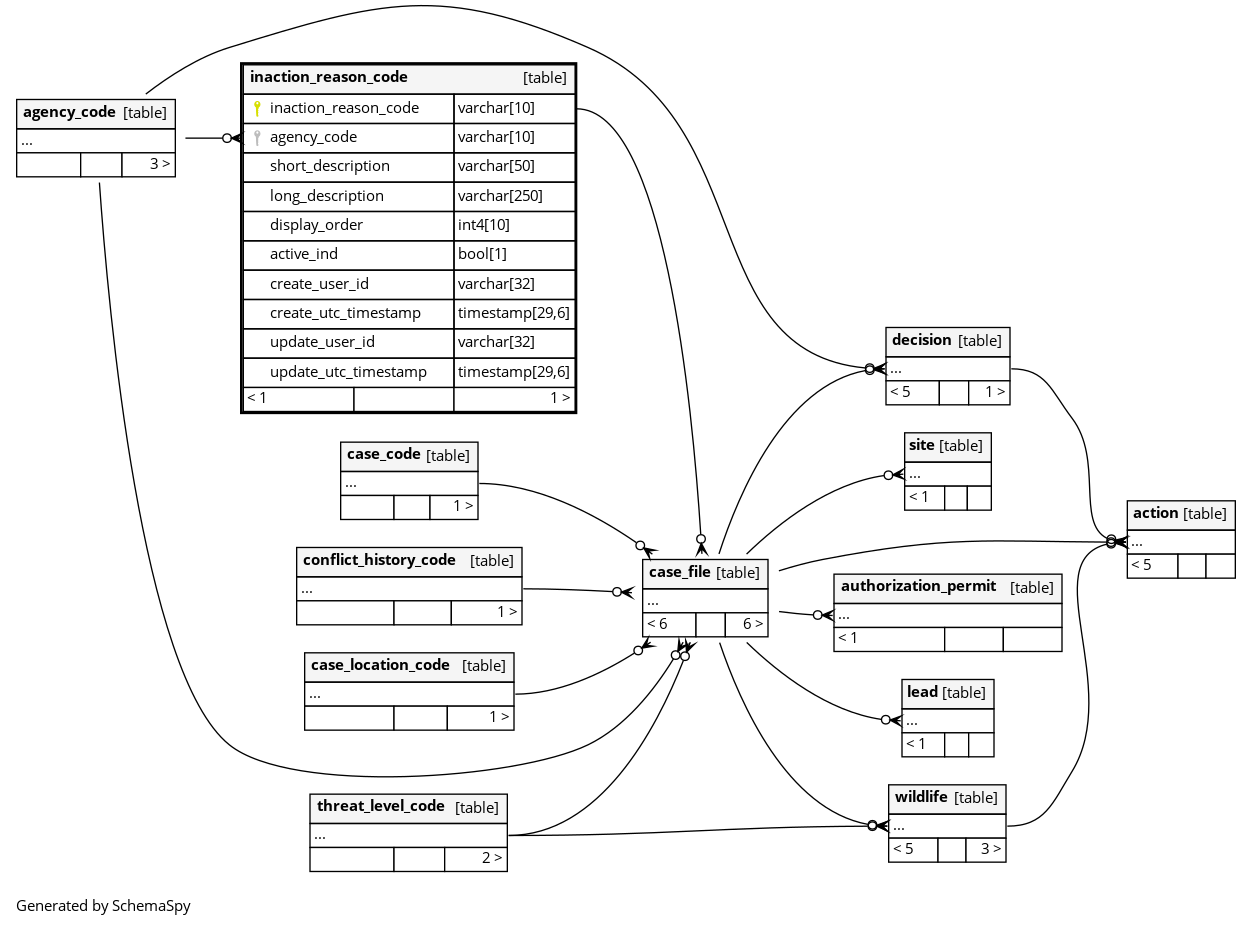 agency_code [table]
...
3 >
inaction_reason_code [table]
inaction_reason_code varchar[10]
agency_code varchar[10]
short_description varchar[50]
long_description varchar[250]
display_order int4[10]
active_ind bool[1]
create_user_id varchar[32]
create_utc_timestamp timestamp[29,6]
update_user_id varchar[32]
update_utc_timestamp timestamp[29,6]
< 1 1 >
case_code [table]
...
1 >
conflict_history_code [table]
...
1 >
case_location_code [table]
...
1 >
threat_level_code [table]
...
2 >
case_file [table]
...
< 6 6 >
decision [table]
...
< 5 1 >
site [table]
...
< 1
authorization_permit [table]
...
< 1
lead [table]
...
< 1
wildlife [table]
...
< 5 3 >
action [table]
...
< 5
Generated by SchemaSpy